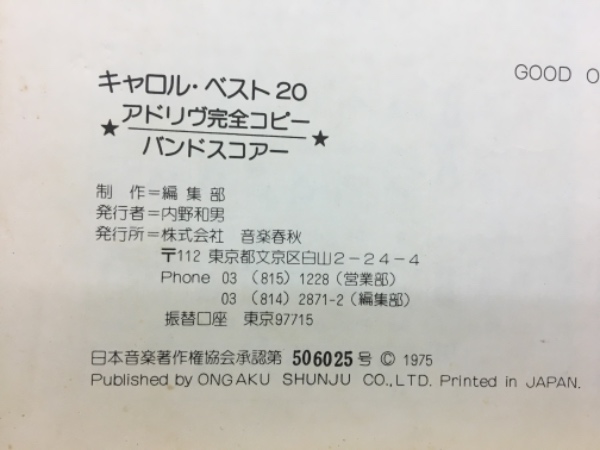 GOOD O
キャロル・ベスト20
★アドリヴ完全コピー★
バンドスコアー
制 作=編集部
発行者=内野和男
発行所=株式会社 音楽春秋
〒112 東京都文京区白山2-24-4
Phone 03 (815) 1228 (営業部)
03 (814) 2871-2 (編集部)
振替口座 東京97715
日本音楽著作権協会承認第506025号 © 1975
Published by ONGAKU SHUNJU CO., LTD. Printed in JAPAN.